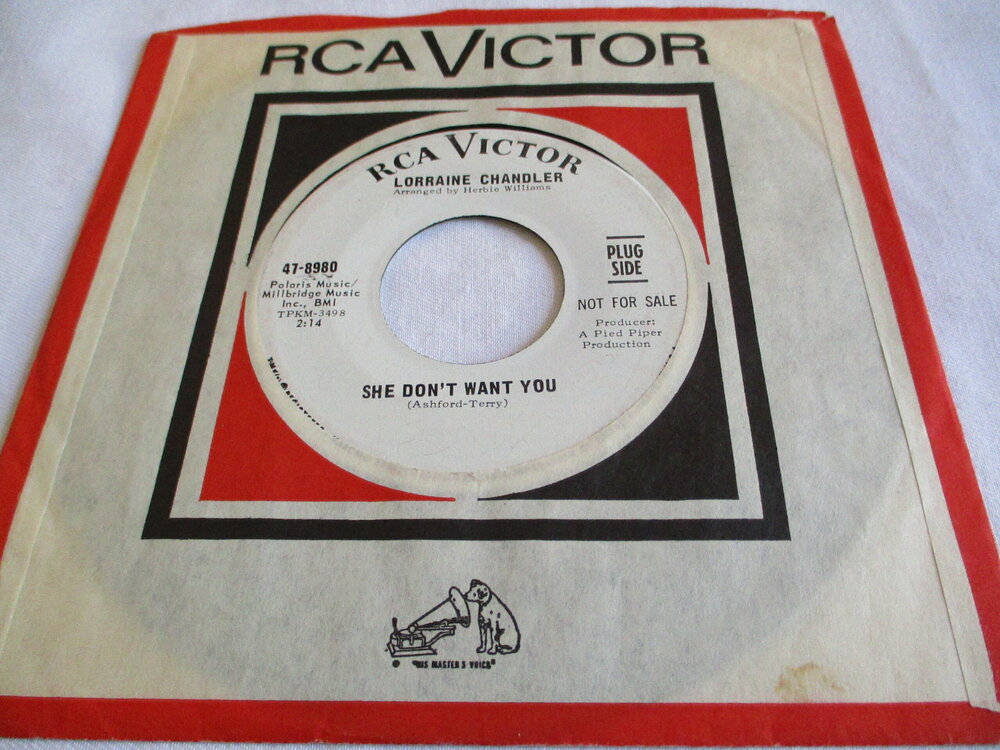 RCA VICTOR
RCA VICTOR
LORRAINE CHANDLER
Arranged by Herbie Williams
47-8980
Polaris Music/
Millbridge Music
Inc., BMI
TPKM-3498
2:14
PLUG
SIDE
NOT FOR SALE
Producer:
A Pied Piper
Production
SHE DON'T WANT YOU
(Ashford-Terry)
"HIS MASTER'S VOICE"